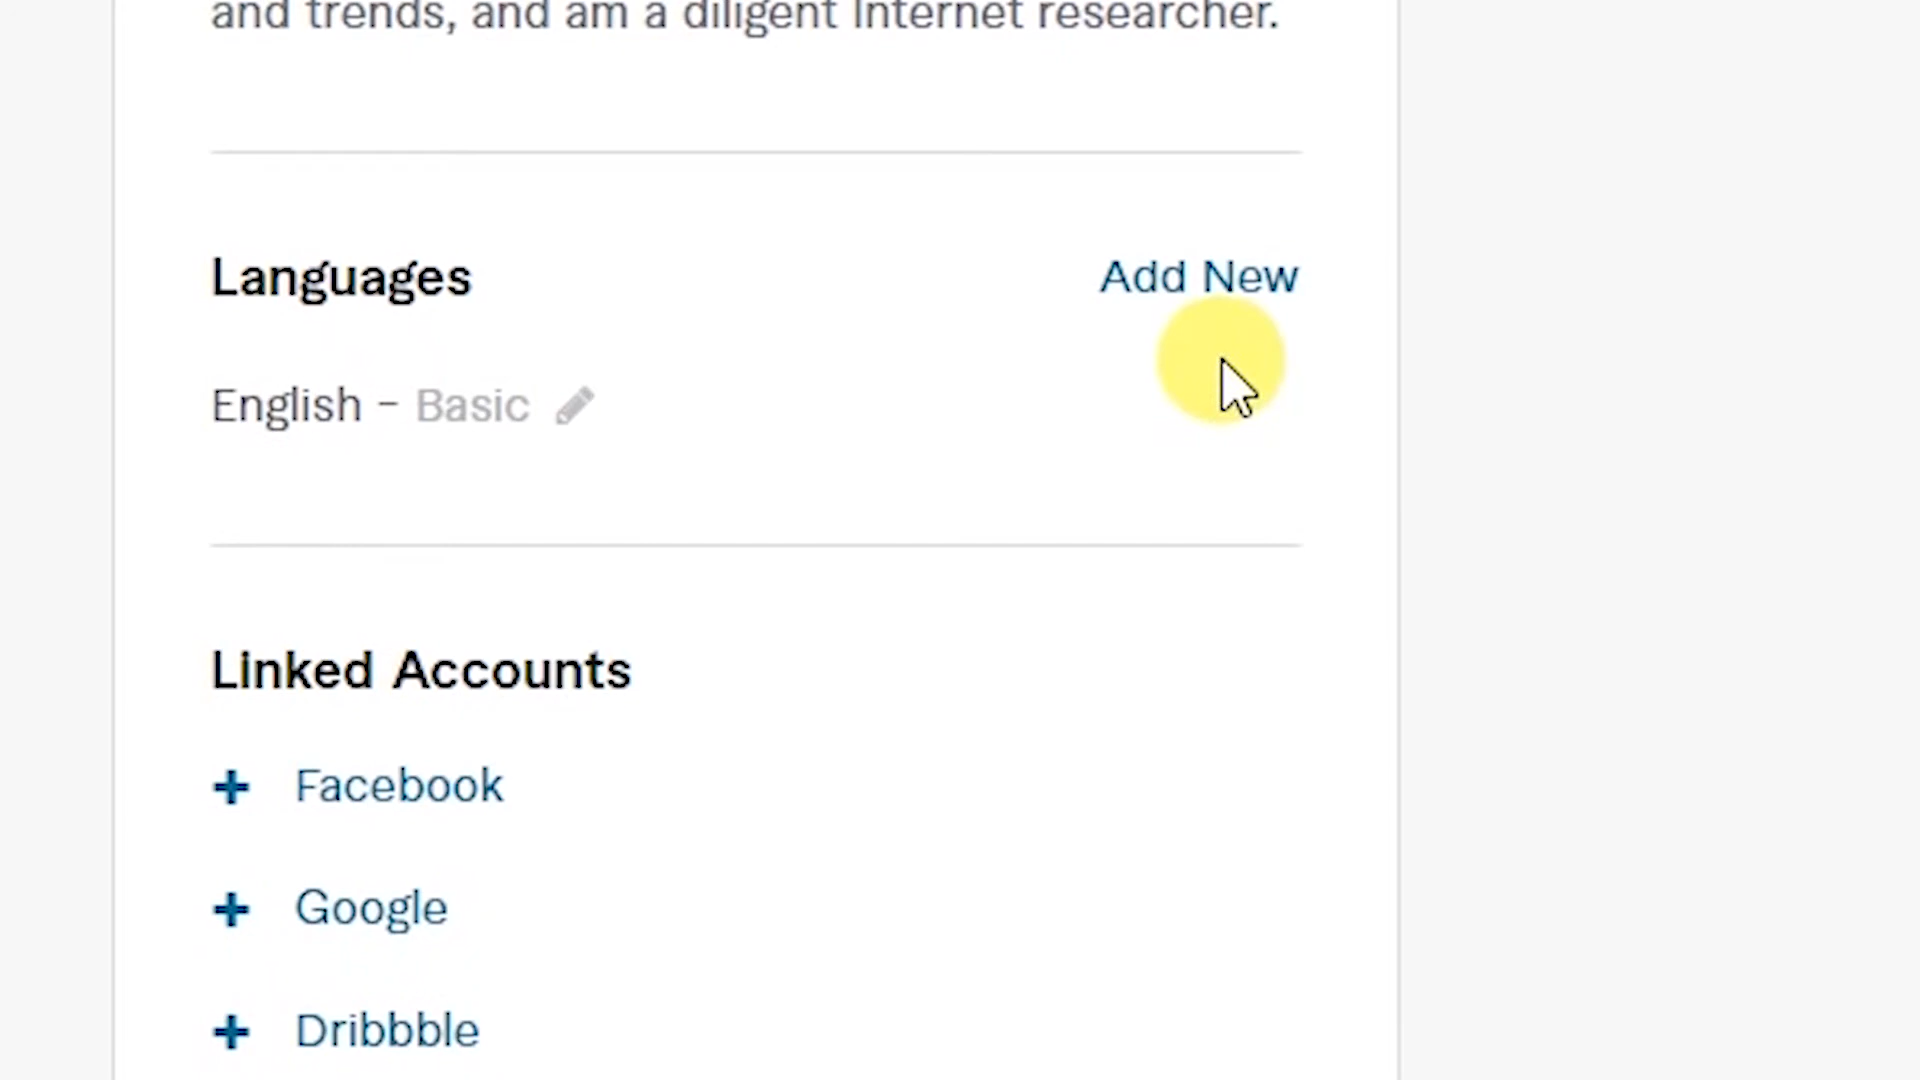 and trends, and am a diligent Internet researcher.
Languages
Add New
English - Basic
Linked Accounts
Facebook
Google
Dribbble